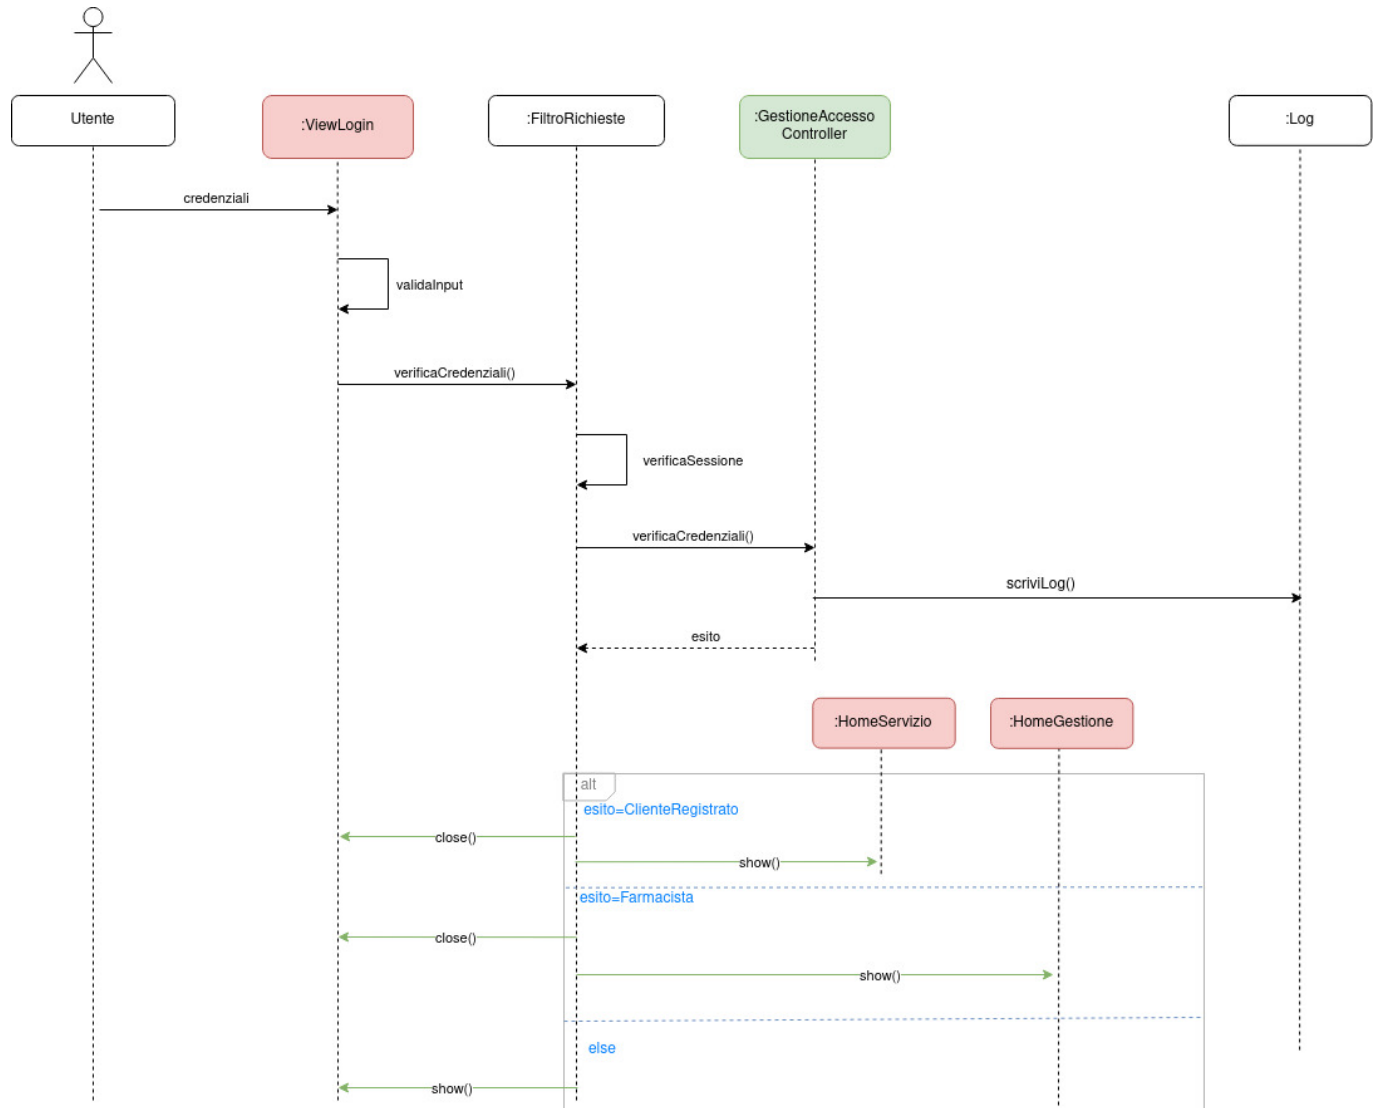 Utente
:ViewLogin
:FiltroRichieste
:GestioneAccesso
Controller
:Log
credenziali
validaInput
verificaCredenziali()
verificaSessione
verificaCredenziali()
scriviLog()
esito
:HomeServizio
:HomeGestione
alt
esito=ClienteRegistrato
close()
show()
esito=Farmacista
close()
show()
else
show()